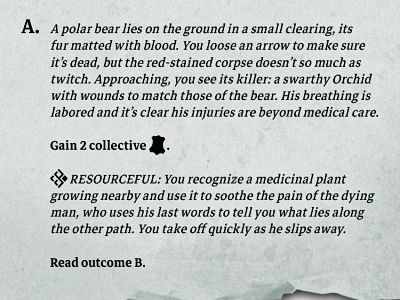 A. A polar bear lies on the ground in a small clearing, its
fur matted with blood. You loose an arrow to make sure
it's dead, but the red-stained corpse doesn't so much as
twitch. Approaching, you see its killer: a swarthy Orchid
with wounds to match those of the bear. His breathing is
labored and it's clear his injuries are beyond medical care.
Gain 2 collective .
RESOURCEFUL: You recognize a medicinal plant
growing nearby and use it to soothe the pain of the dying
man, who uses his last words to tell you what lies along
the other path. You take off quickly as he slips away.
Read outcome B.